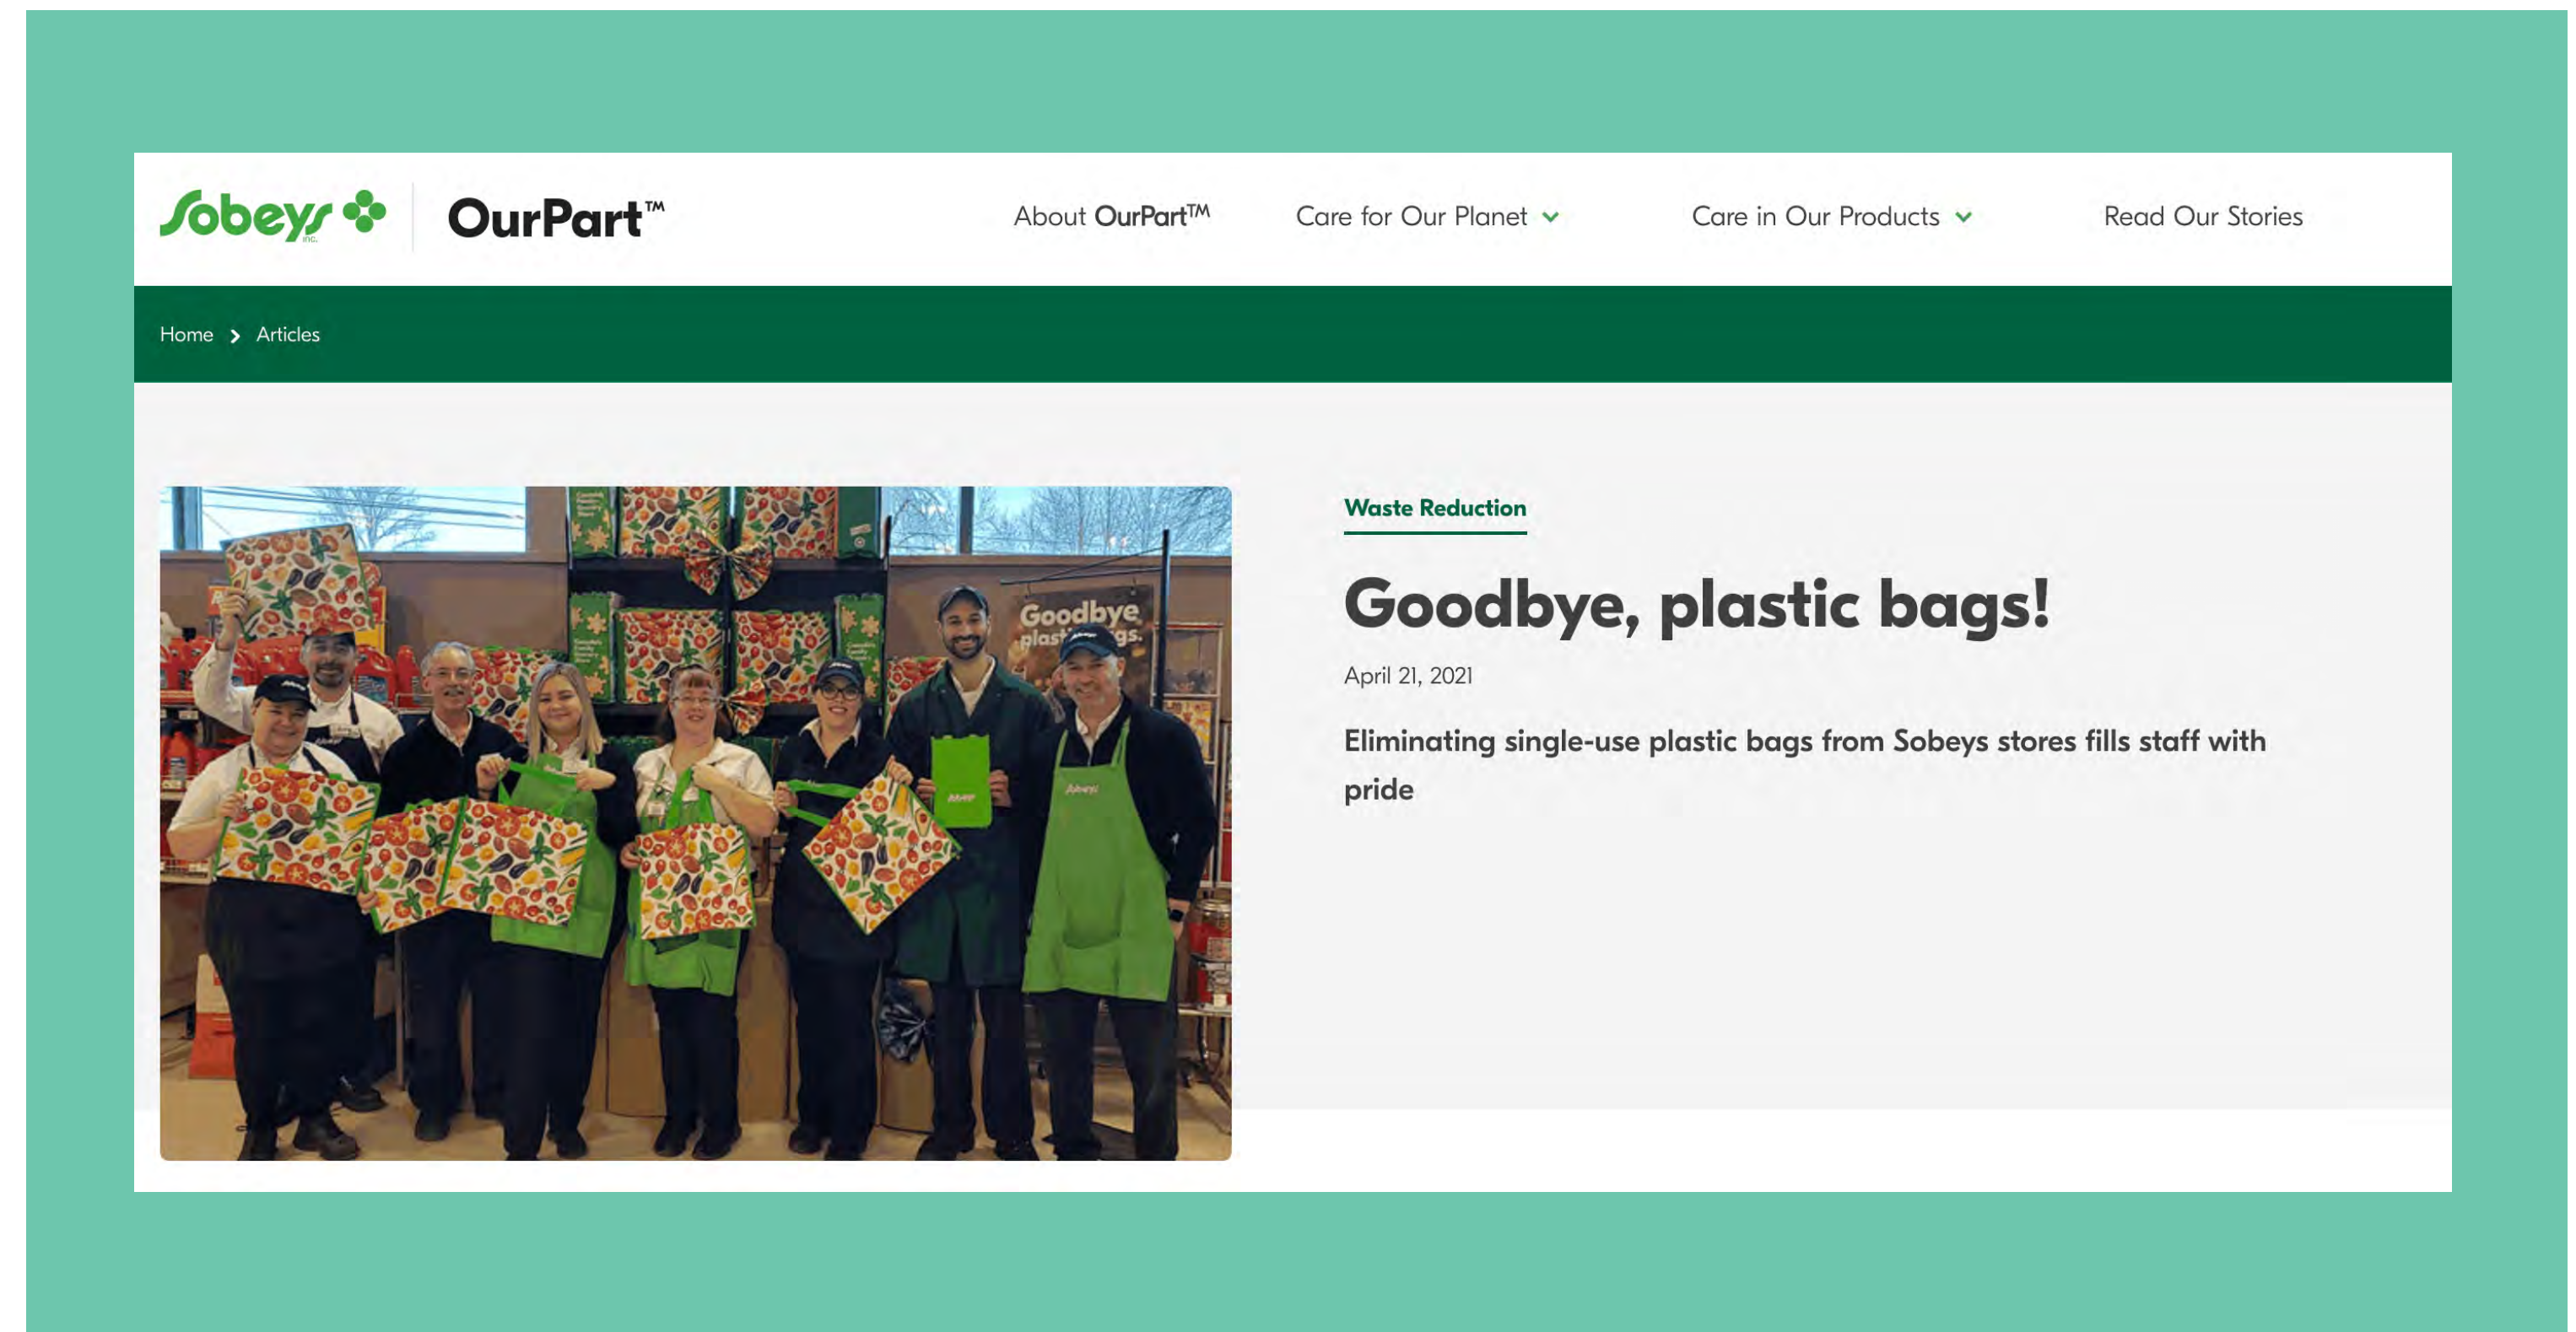 Sobeys inc. OurPart™ About OurPart™ Care for Our Planet Care in Our Products Read Our Stories
Home Articles
Waste Reduction
Goodbye, plastic bags!
April 21, 2021
Eliminating single-use plastic bags from Sobeys stores fills staff with
pride
Goodbye